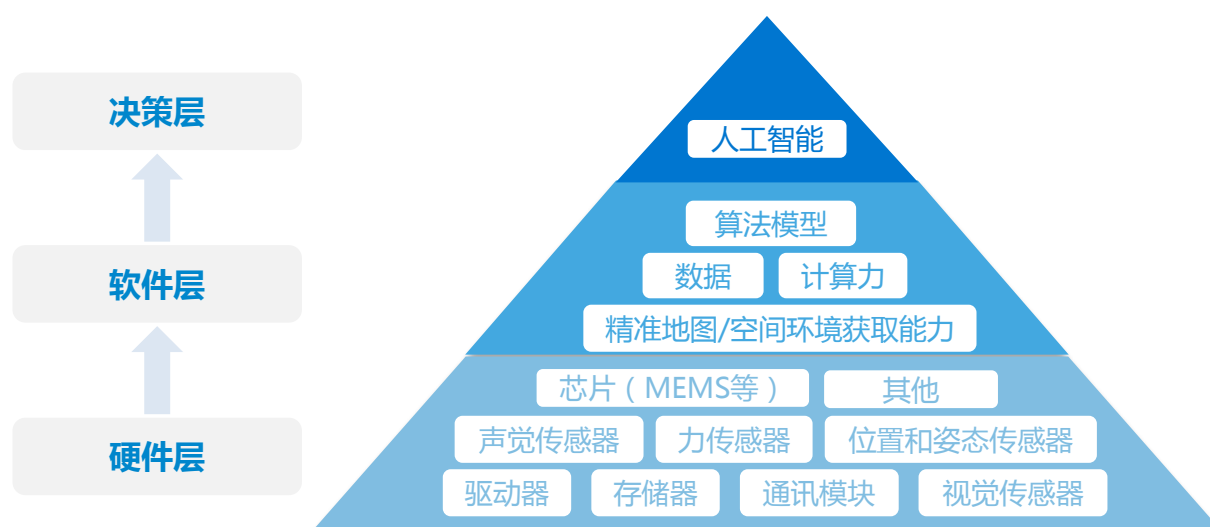 决策层
软件层
硬件层
人工智能
算法模型
数据 计算力
精准地图/空间环境获取能力
芯片（MEMS等） 其他
声觉传感器 力传感器 位置和姿态传感器
驱动器 存储器 通讯模块 视觉传感器